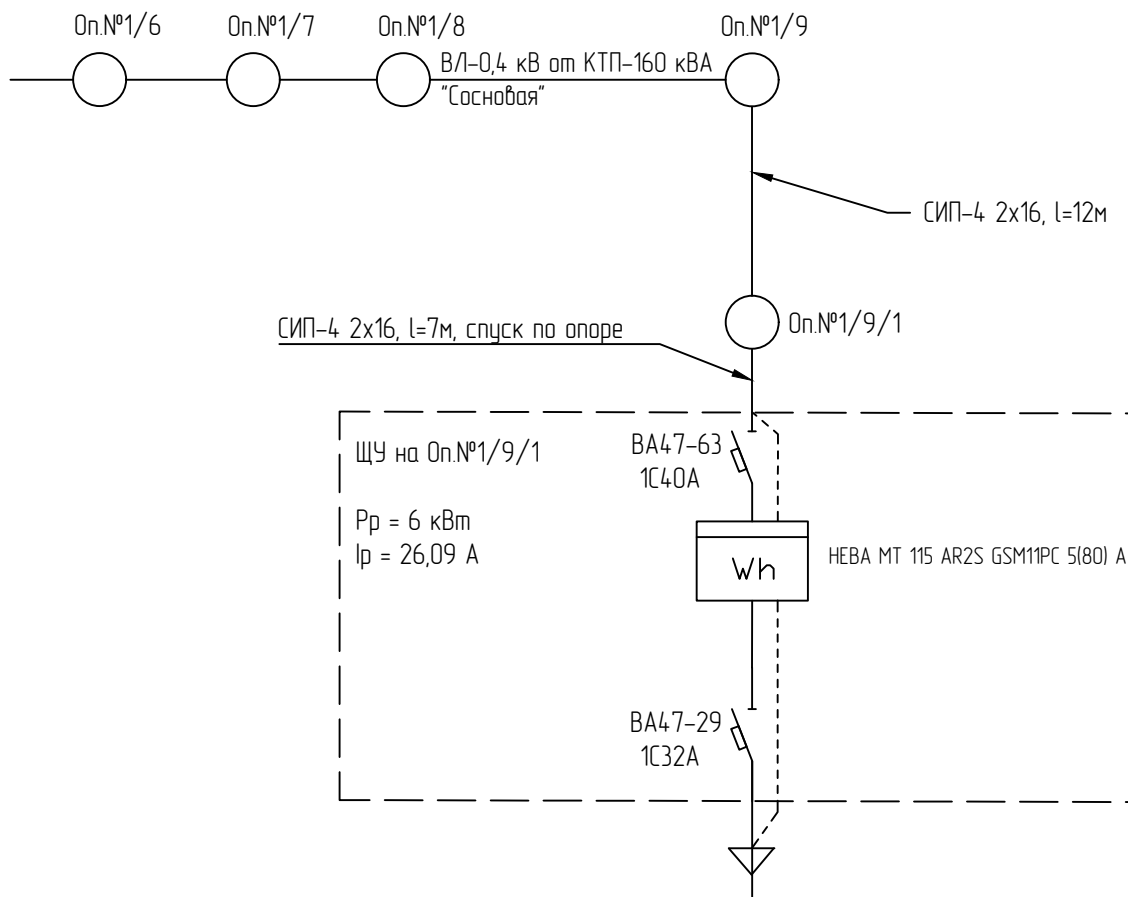 Оп.№1/6
Оп.№1/7
Оп.№1/8
Оп.№1/9
ВЛ-0,4 кВ от КТП-160 кВА
"Сосновая"
СИП-4 2х16, l=12м
Оп.№1/9/1
СИП-4 2х16, l=7м, спуск по опоре
ЩУ на Оп.№1/9/1
Рр = 6 кВт
Iр = 26,09 А
ВА47-63
1С40А
Wh
НЕВА МТ 115 AR2S GSM11PC 5(80) А
ВА47-29
1С32А